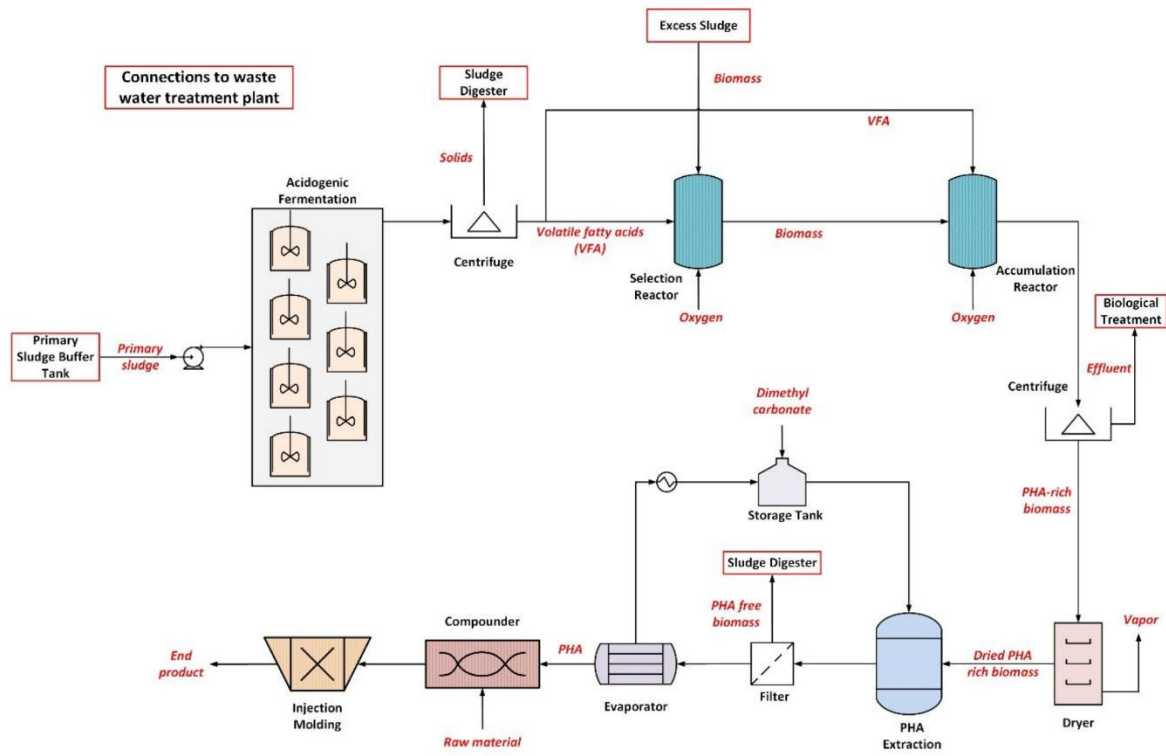 Excess Sludge
Connections to waste
water treatment plant
Sludge
Digester
Biomass
VFA
Solids
Acidogenic
Fermentation
Volatile fatty acids
(VFA)
Biomass
Centrifuge
Selection
Reactor
Accumulation
Reactor
Oxygen
Oxygen
Biological
Treatment
Primary
Sludge Buffer
Tank
Primary
sludge
Effluent
Centrifuge
Dimethyl
carbonate
PHA-rich
biomass
Storage Tank
Sludge Digester
PHA free
biomass
Compounder
PHA
Dried PHA
rich biomass
Vapor
End
product
Injection
Molding
Raw material
Evaporator
Filter
PHA
Extraction
Dryer